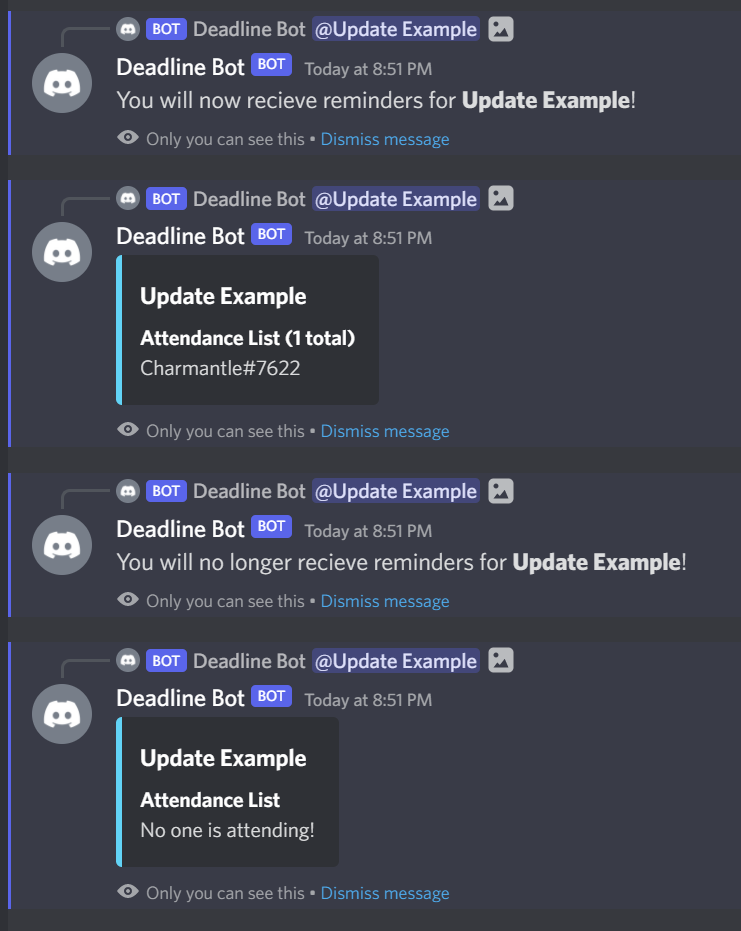 BOT Deadline Bot @Update Example
Deadline Bot BOT Today at 8:51 PM
You will now recieve reminders for Update Example!
Only you can see this • Dismiss message
BOT Deadline Bot @Update Example
Deadline Bot BOT Today at 8:51 PM
Update Example
Attendance List (1 total)
Charmantle#7622
Only you can see this • Dismiss message
BOT Deadline Bot @Update Example
Deadline Bot BOT Today at 8:51 PM
You will no longer recieve reminders for Update Example!
Only you can see this • Dismiss message
BOT Deadline Bot @Update Example
Deadline Bot BOT Today at 8:51 PM
Update Example
Attendance List
No one is attending!
Only you can see this • Dismiss message